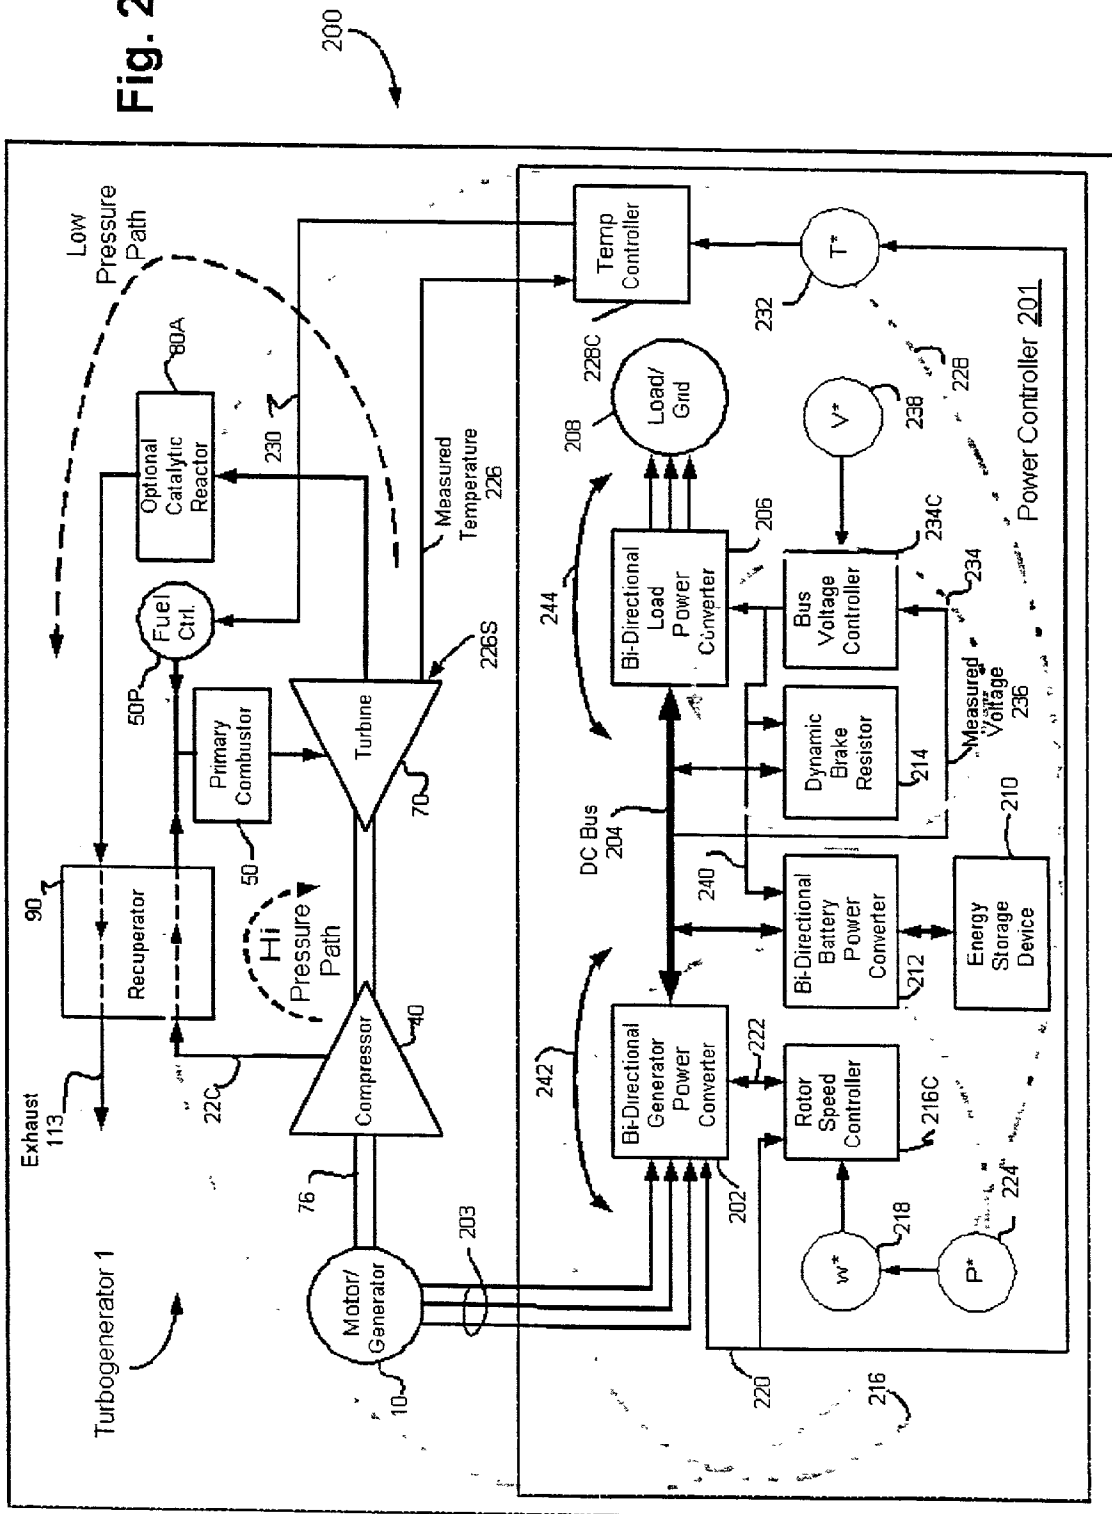 Fig. 2
200
Turbogenerator 1
Exhaust
113
90
Recuperator
22C
Hi
Pressure
Path
Low
Pressure
Path
50P
Fuel
Ctrl.
Primary
Combustor
50
Optional
Catalytic
Reactor
80A
230
Measured
Temperature
226
226S
Turbine
70
Compressor
40
76
Motor/
Generator
10
203
Temp
Controller
228C
T*
232
228
Power Controller 201
Load/
Grid
208
244
Bi-Directional
Load
Power
Converter
206
V*
238
Bus
Voltage
Controller
234C
234
Measured
Voltage
236
Dynamic
Brake
Resistor
214
DC Bus
204
240
Bi-Directional
Battery
Power
Converter
212
Energy
Storage
Device
210
242
Bi-Directional
Generator
Power
Converter
202
222
Rotor
Speed
Controller
216C
w*
218
P*
224
220
216